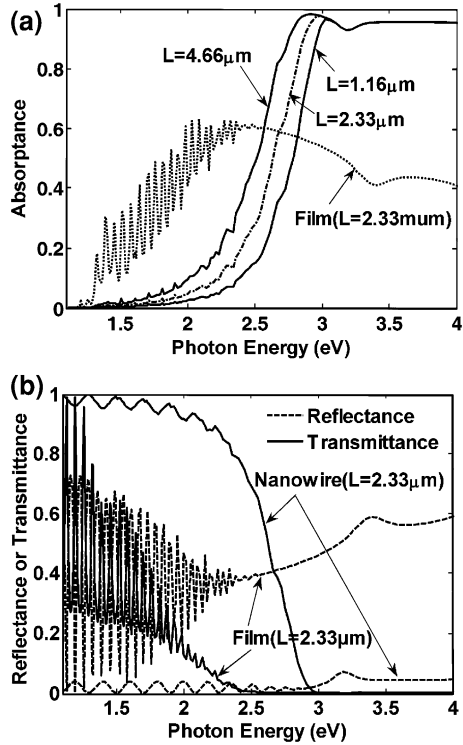 (a)
Absorptance
1
0.8
0.6
0.4
0.2
0
L=4.66μm
L=1.16μm
L=2.33μm
Film(L=2.33mum)
1.5 2 2.5 3 3.5 4
Photon Energy (eV)
(b)
Reflectance or Transmittance
1
0.8
0.6
0.4
0.2
0
Reflectance
Transmittance
Nanowire(L=2.33μm)
Film(L=2.33μm)
1.5 2 2.5 3 3.5 4
Photon Energy (eV)